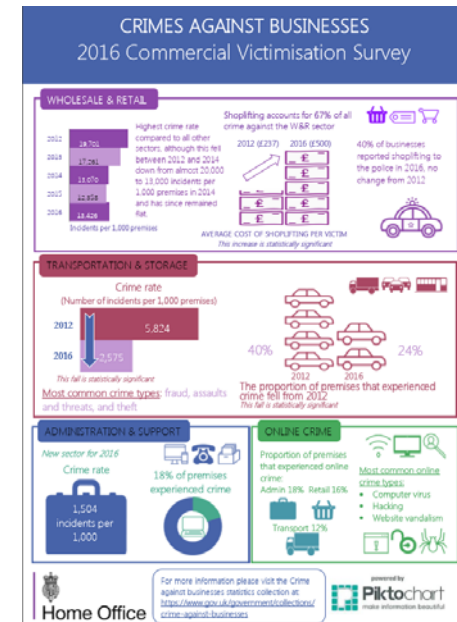 CRIMES AGAINST BUSINESSES
2016 Commercial Victimisation Survey
WHOLESALE & RETAIL
2012
2013
2014
2015
2016
Incidents per 1,000 premises
Highest crime rate
compared to all other
sectors, although this fell
between 2012 and 2014
down from almost 20,000
to 13,000 incidents per
1,000 premises in 2014
and has since remained
flat.
Shoplifting accounts for 67% of all
crime against the W&R sector
2012 (£237) 2016 (£500)
£
£
£
£
£
£
AVERAGE COST OF SHOPLIFTING PER VICTIM
This increase is statistically significant
40% of businesses
reported shoplifting to
the police in 2016, no
change from 2012
TRANSPORTATION & STORAGE
Crime rate
(Number of incidents per 1,000 premises)
2012
5,824
2016
2,575
This fall is statistically significant
Most common crime types: fraud, assaults
and threats, and theft
40%
24%
2012 2016
The proportion of premises that experienced
crime fell from 2012
This fall is statistically significant
ADMINISTRATION & SUPPORT
New sector for 2016
Crime rate
1,504
incidents per
1,000
18% of premises
experienced crime
ONLINE CRIME
Proportion of premises
that experienced online
crime:
Admin 18% Retail 16%
Transport 12%
Most common online
crime types:
• Computer virus
• Hacking
• Website vandalism
Home Office
For more information please visit the Crime
against businesses statistics collection at
https://www.gov.uk/government/collections/
crime-against-businesses
powered by
Piktochart
make information beautiful